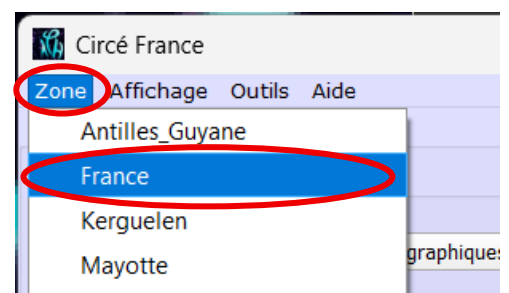 Circé France
Zone Affichage Outils Aide
Antilles_Guyane
France
Kerguelen
graphiques
Mayotte